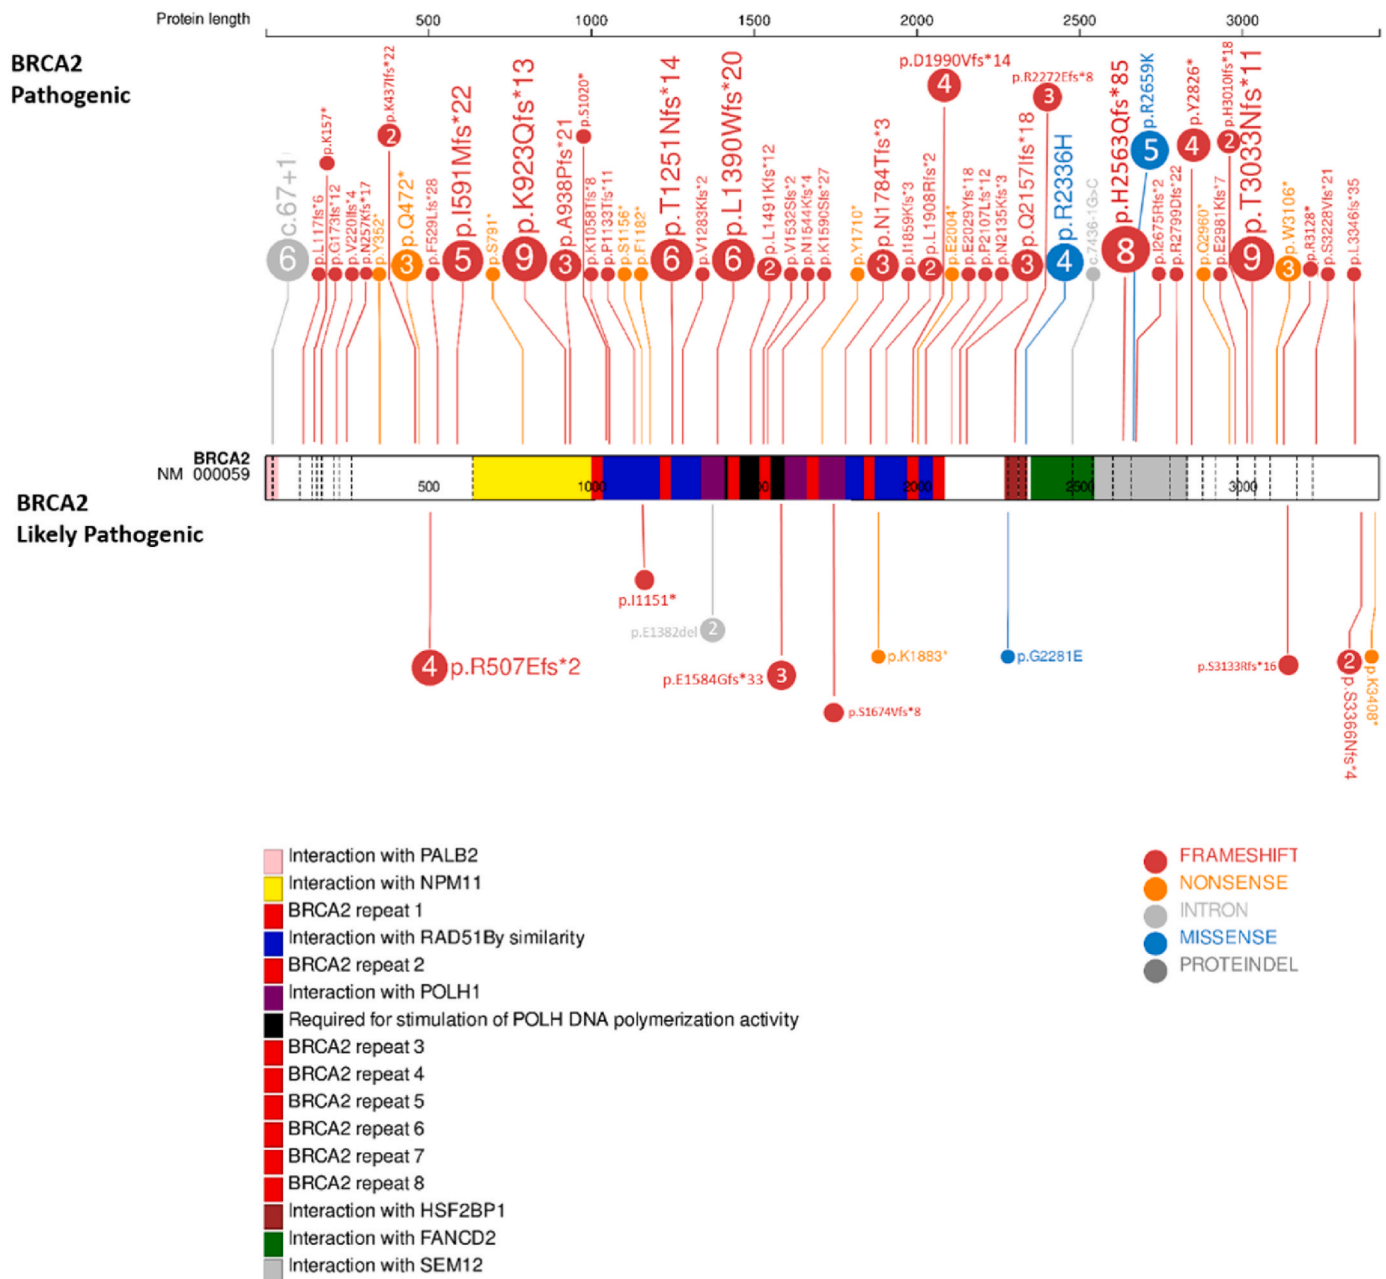 Protein length
500
1000
1500
2000
2500
3000
BRCA2
Pathogenic
6 c.67+1
p.L117fs*6
p.K157*
p.G173Ifs*12
p.V220Ifs*4
p.N257Kfs*17
p.Y352*
2 p.K437Ifs*22
3 p.Q472*
p.F529Lfs*28
5 p.I591Mfs*22
p.S791*
9 p.K923Qfs*13
3 p.A938Pfs*21
p.S1020*
p.K1058Tfs*8
p.P1133Tfs*11
p.S1156*
p.F1182*
6 p.T1251Nfs*14
p.V1283Kfs*2
6 p.L1390Wfs*20
2 p.L1491Kfs*12
p.V1532Sfs*2
p.N1544Kfs*4
p.K1590Sfs*27
p.Y1710*
3 p.N1784Tfs*3
p.I1859Kfs*3
2 p.L1908Rfs*2
4 p.D1990Vfs*14
p.E2004*
p.E2029Yfs*18
p.P2107Lfs*12
p.N2135Kfs*3
3 p.Q2157Ifs*18
3 p.R2272Efs*8
4 p.R2336H
c.7436-1G>C
8 p.H2563Qfs*85
5 p.R2659K
p.I2675Rfs*2
p.R2799Dfs*22
4 p.Y2826*
p.Q2960*
p.E2981Kfs*7
2 p.H3010Ifs*18
9 p.T3033Nfs*11
3 p.W3106*
p.R3128*
p.S3228Vfs*21
p.L3346fs*35
BRCA2
NM 000059
500
1000
2000
2500
3000
BRCA2
Likely Pathogenic
4 p.R507Efs*2
p.I1151*
p.E1382del 2
p.E1584Gfs*33 3
p.S1674Vfs*8
p.K1883*
p.G2281E
p.S3133Rfs*16
2 p.S3366Nfs*4
p.K3408*
Interaction with PALB2
Interaction with NPM11
BRCA2 repeat 1
Interaction with RAD51By similarity
BRCA2 repeat 2
Interaction with POLH1
Required for stimulation of POLH DNA polymerization activity
BRCA2 repeat 3
BRCA2 repeat 4
BRCA2 repeat 5
BRCA2 repeat 6
BRCA2 repeat 7
BRCA2 repeat 8
Interaction with HSF2BP1
Interaction with FANCD2
Interaction with SEM12
FRAMESHIFT
NONSENSE
INTRON
MISSENSE
PROTEINDEL